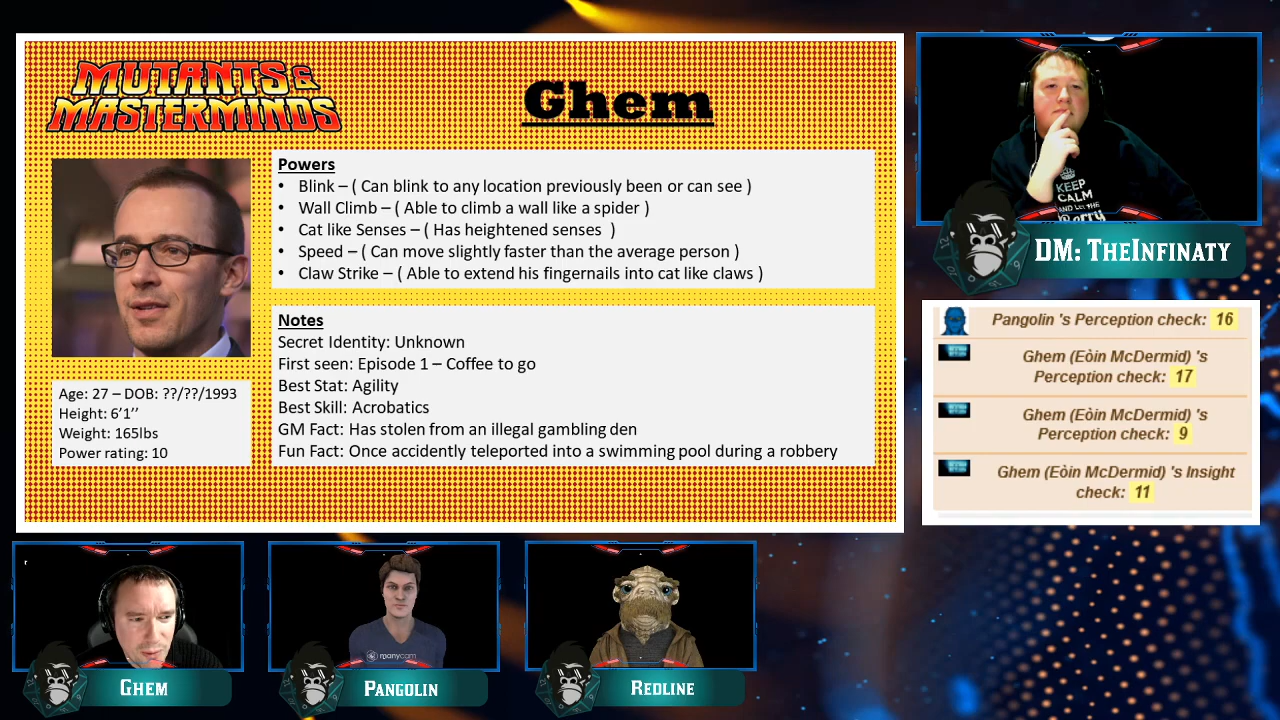 MUTANTS &
MASTERMINDS
Ghem
Powers
• Blink – ( Can blink to any location previously been or can see )
• Wall Climb – ( Able to climb a wall like a spider )
• Cat like Senses – ( Has heightened senses )
• Speed – ( Can move slightly faster than the average person )
• Claw Strike – ( Able to extend his fingernails into cat like claws )
Notes
Secret Identity: Unknown
First seen: Episode 1 – Coffee to go
Best Stat: Agility
Best Skill: Acrobatics
GM Fact: Has stolen from an illegal gambling den
Fun Fact: Once accidently teleported into a swimming pool during a robbery
Age: 27 – DOB: ??/??/1993
Height: 6’1’’
Weight: 165lbs
Power rating: 10
KEEP
CALM
AND LET THE
DM: TheInfinaty
Pangolin 's Perception check: 16
Ghem (Eòin McDermid) 's
Perception check: 17
Ghem (Eòin McDermid) 's
Perception check: 9
Ghem (Eòin McDermid) 's Insight
check: 11
manycam
Ghem
Pangolin
Redline